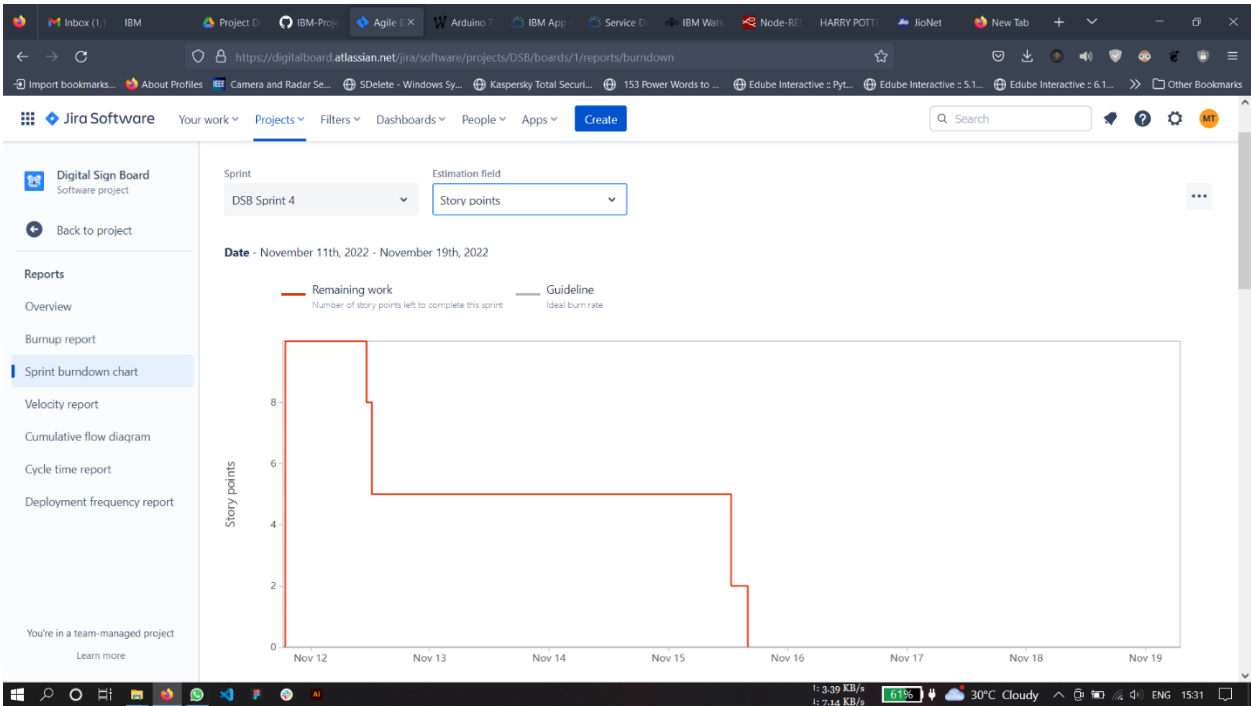 Inbox (1,1 IBM Project D IBM-Proje Agile B Arduino T IBM App Service D IBM Wats Node-RED HARRY POTT JioNet New Tab
https://digitalboard.atlassian.net/jira/software/projects/DSB/boards/1/reports/burndown
Import bookmarks... About Profiles IEEE Camera and Radar Se... SDelete - Windows Sy... Kaspersky Total Securi... 153 Power Words to ... Edube Interactive :: Pyt... Edube Interactive :: 5.1... Edube Interactive :: 6.1... Other Bookmarks
Jira Software Your work Projects Filters Dashboards People Apps Create Search MT
Digital Sign Board
Software project
Back to project
Reports
Overview
Burnup report
Sprint burndown chart
Velocity report
Cumulative flow diagram
Cycle time report
Deployment frequency report
You're in a team-managed project
Learn more
Sprint Estimation field
DSB Sprint 4 Story points
Date - November 11th, 2022 - November 19th, 2022
Remaining work Guideline
Number of story points left to complete this sprint Ideal burn rate
8
6
4
2
0
Story points
Nov 12 Nov 13 Nov 14 Nov 15 Nov 16 Nov 17 Nov 18 Nov 19
Ai 61% 30°C Cloudy ENG 15:31
3.39 KB/s
7.14 KB/s